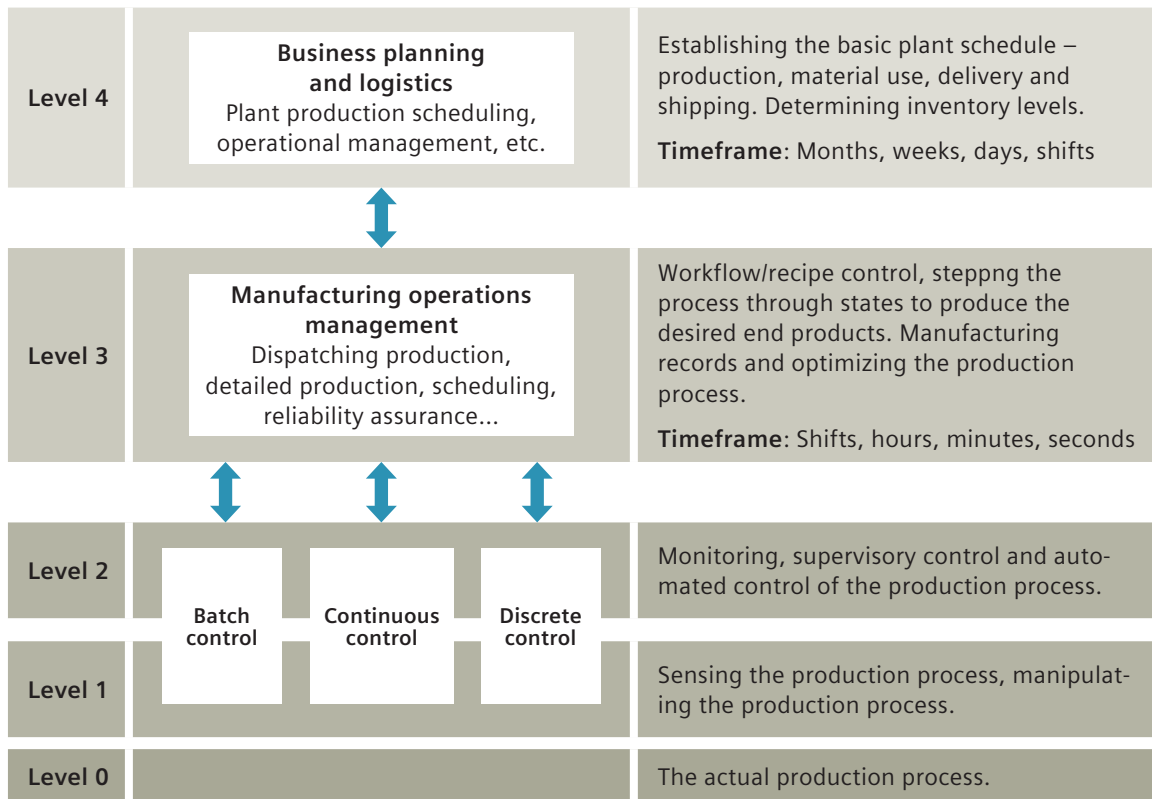 Level 4
Business planning
and logistics
Plant production scheduling,
operational management, etc.
Establishing the basic plant schedule –
production, material use, delivery and
shipping. Determining inventory levels.
Timeframe: Months, weeks, days, shifts
Level 3
Manufacturing operations
management
Dispatching production,
detailed production, scheduling,
reliability assurance...
Workflow/recipe control, steppng the
process through states to produce the
desired end products. Manufacturing
records and optimizing the production
process.
Timeframe: Shifts, hours, minutes, seconds
Level 2
Batch
control
Continuous
control
Discrete
control
Monitoring, supervisory control and auto-
mated control of the production process.
Level 1
Sensing the production process, manipulat-
ing the production process.
Level 0
The actual production process.